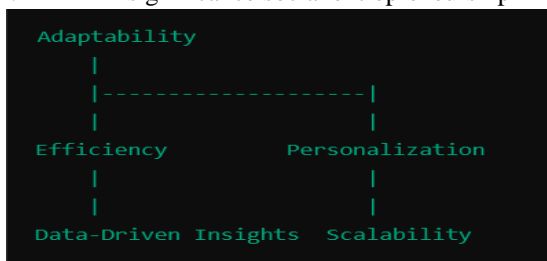 Adaptability
|
|--------------------|
| |
Efficiency Personalization
| |
| |
Data-Driven Insights Scalability